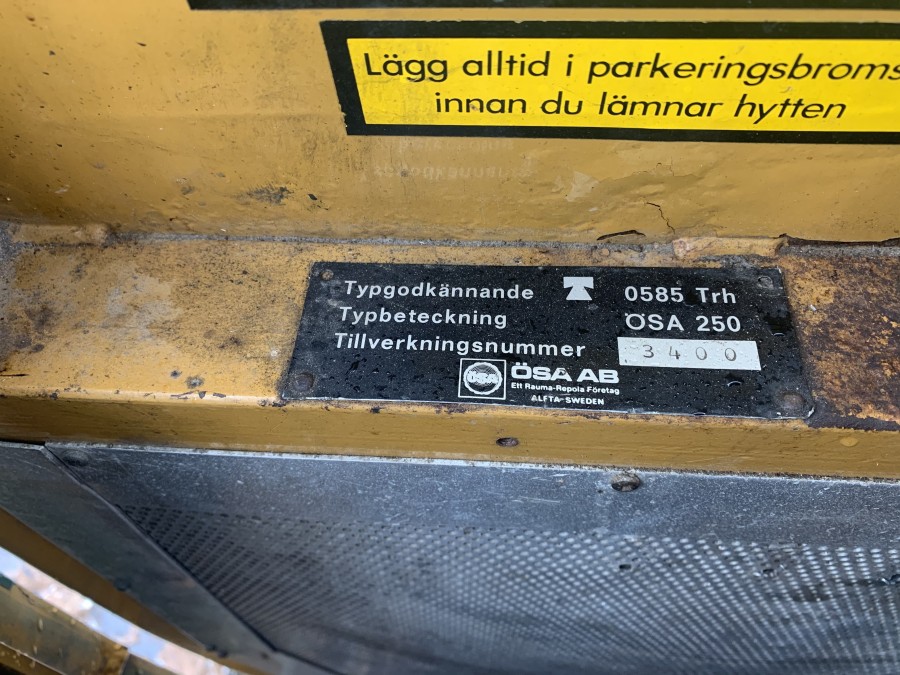 Lägg alltid i parkeringsbroms
innan du lämnar hytten
Typgodkännande 0585 Trh
Typbeteckning ÖSA 250
Tillverkningsnummer 3400
ÖSA ÖSA AB
Ett Rauma-Repola Företag
ALFTA-SWEDEN